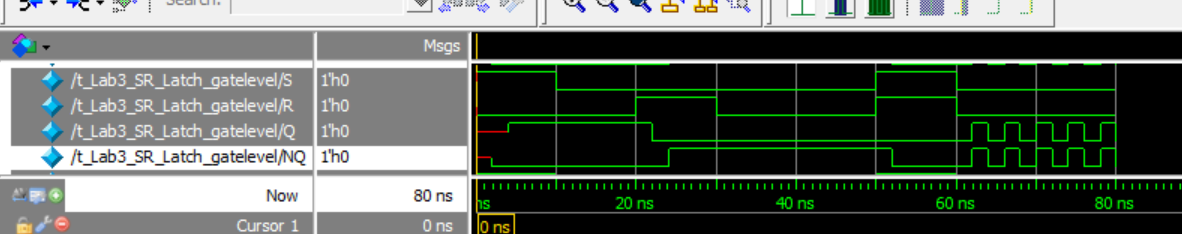 Search:
Msgs
/t_Lab3_SR_Latch_gatelevel/S 1'h0
/t_Lab3_SR_Latch_gatelevel/R 1'h0
/t_Lab3_SR_Latch_gatelevel/Q 1'h0
/t_Lab3_SR_Latch_gatelevel/NQ 1'h0
Now 80 ns ns 20 ns 40 ns 60 ns 80 ns
Cursor 1 0 ns 0 ns